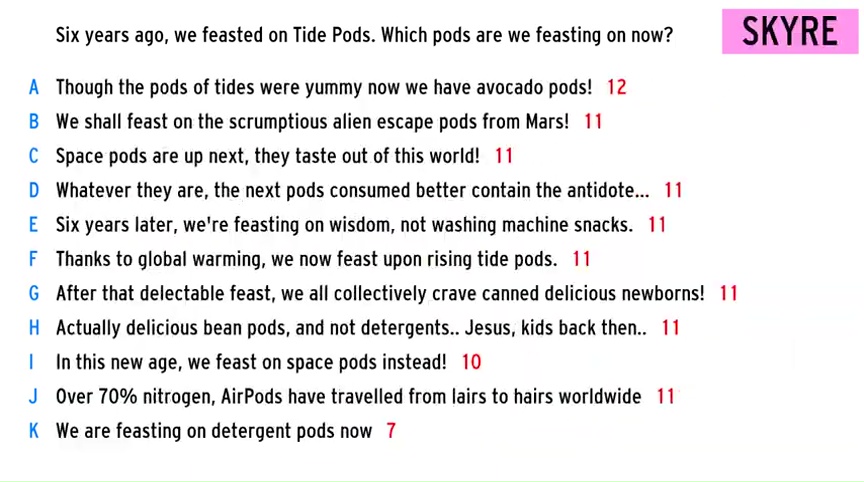 Six years ago, we feasted on Tide Pods. Which pods are we feasting on now?
SKYRE
A Though the pods of tides were yummy now we have avocado pods! 12
B We shall feast on the scrumptious alien escape pods from Mars! 11
C Space pods are up next, they taste out of this world! 11
D Whatever they are, the next pods consumed better contain the antidote... 11
E Six years later, we're feasting on wisdom, not washing machine snacks. 11
F Thanks to global warming, we now feast upon rising tide pods. 11
G After that delectable feast, we all collectively crave canned delicious newborns! 11
H Actually delicious bean pods, and not detergents.. Jesus, kids back then.. 11
I In this new age, we feast on space pods instead! 10
J Over 70% nitrogen, AirPods have travelled from lairs to hairs worldwide 11
K We are feasting on detergent pods now 7